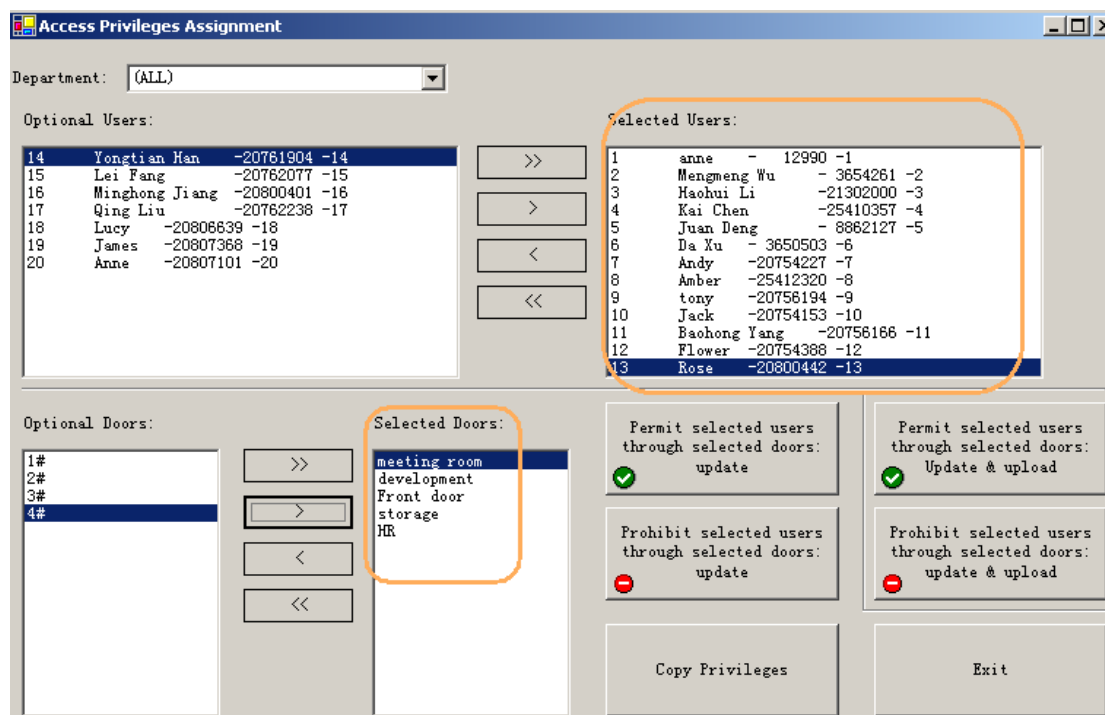 Access Privileges Assignment
Department: (ALL)
Optional Users:
14 Yongtian Han -20761904 -14
15 Lei Fang -20762077 -15
16 Minghong Jiang -20800401 -16
17 Qing Liu -20762238 -17
18 Lucy -20806639 -18
19 James -20807368 -19
20 Anne -20807101 -20
>>
>
<
<<
Selected Users:
1 anne - 12990 -1
2 Mengmeng Wu - 3654261 -2
3 Haohui Li -21302000 -3
4 Kai Chen -25410357 -4
5 Juan Deng - 8862127 -5
6 Da Xu - 3650503 -6
7 Andy -20754227 -7
8 Amber -25412320 -8
9 tony -20756194 -9
10 Jack -20754153 -10
11 Baohong Yang -20756166 -11
12 Flower -20754388 -12
13 Rose -20800442 -13
Optional Doors:
1#
2#
3#
4#
>>
>
<
<<
Selected Doors:
meeting room
development
Front door
storage
HR
Permit selected users
through selected doors:
update
Permit selected users
through selected doors:
Update & upload
Prohibit selected users
through selected doors:
update
Prohibit selected users
through selected doors:
update & upload
Copy Privileges
Exit